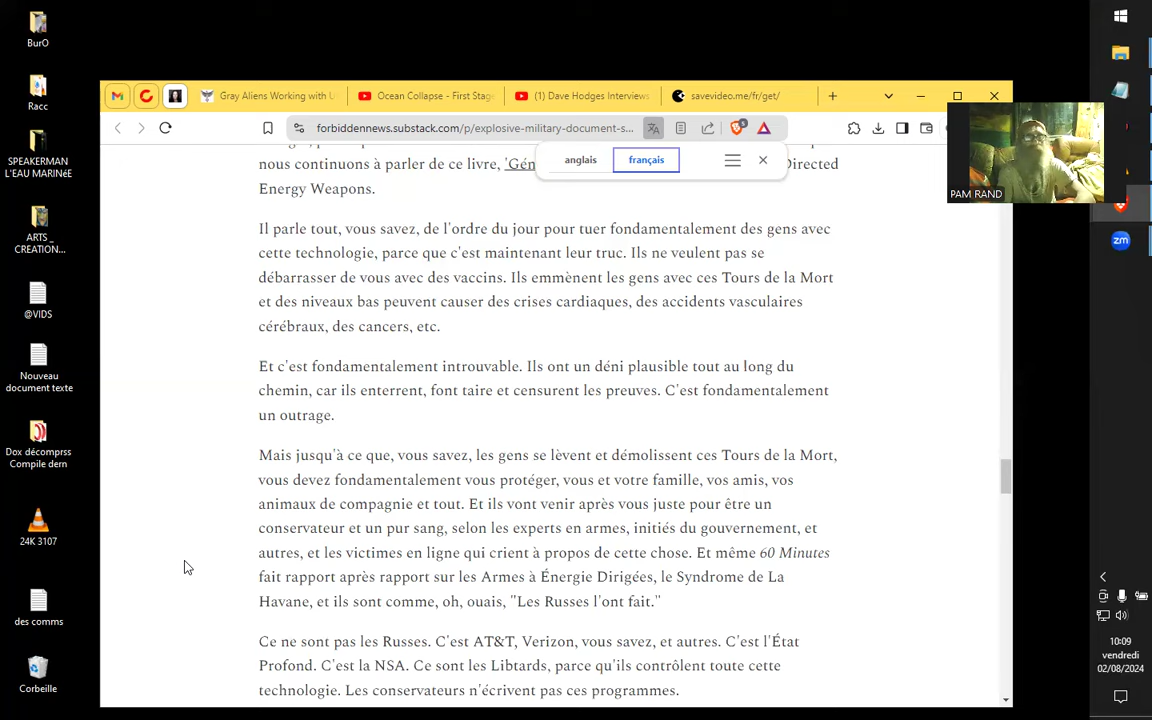 BurO
Racc
SPEAKERMAN
L'EAU MARINéE
ARTS _
CREATION...
@VIDS
Nouveau
document texte
Dox décomprss
Compile dern
24K 3107
des comms
Corbeille
Gray Aliens Working with U
Ocean Collapse - First Stage
(1) Dave Hodges Interviews
savevideo.me/fr/get/
forbiddennews.substack.com/p/explosive-military-document-s...
5
anglais
français
nous continuons à parler de ce livre, 'Gén
Directed
Energy Weapons.
Il parle tout, vous savez, de l'ordre du jour pour tuer fondamentalement des gens avec
cette technologie, parce que c'est maintenant leur truc. Ils ne veulent pas se
débarrasser de vous avec des vaccins. Ils emmènent les gens avec ces Tours de la Mort
et des niveaux bas peuvent causer des crises cardiaques, des accidents vasculaires
cérébraux, des cancers, etc.
Et c'est fondamentalement introuvable. Ils ont un déni plausible tout au long du
chemin, car ils enterrent, font taire et censurent les preuves. C'est fondamentalement
un outrage.
Mais jusqu'à ce que, vous savez, les gens se lèvent et démolissent ces Tours de la Mort,
vous devez fondamentalement vous protéger, vous et votre famille, vos amis, vos
animaux de compagnie et tout. Et ils vont venir après vous juste pour être un
conservateur et un pur sang, selon les experts en armes, initiés du gouvernement, et
autres, et les victimes en ligne qui crient à propos de cette chose. Et même 60 Minutes
fait rapport après rapport sur les Armes à Énergie Dirigées, le Syndrome de La
Havane, et ils sont comme, oh, ouais, "Les Russes l'ont fait."
Ce ne sont pas les Russes. C'est AT&T, Verizon, vous savez, et autres. C'est l'État
Profond. C'est la NSA. Ce sont les Libtards, parce qu'ils contrôlent toute cette
technologie. Les conservateurs n'écrivent pas ces programmes.
PAM RAND
zm
10:09
vendredi
02/08/2024